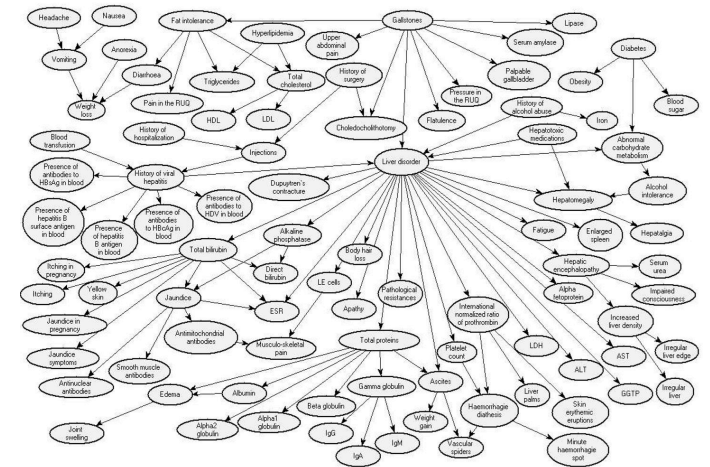 Headache
Nausea
Fat intolerance
Gallstones
Lipase
Hyperlipidemia
Upper
abdominal
pain
Serum amylase
Anorexia
Vomiting
Diabetes
Diarrhoea
Triglycerides
Total
cholesterol
History of
surgery
Palpable
gallbladder
Obesity
Weight
loss
Pain in the RUQ
Pressure in
the RUQ
Blood
sugar
HDL
LDL
Choledocholithotomy
Flatulence
History of
alcohol abuse
Iron
History of
hospitalization
Hepatotoxic
medications
Blood
transfusion
Injections
Abnormal
carbohydrate
metabolism
Liver disorder
Presence of
antibodies to
HBsAg in blood
History of viral
hepatitis
Dupuytren's
contracture
Hepatomegaly
Alcohol
intolerance
Presence of
hepatitis B
surface antigen
in blood
Presence
of hepatitis
B antigen
in blood
Presence of
antibodies
to HBcAg in
blood
Presence of
antibodies to
HDV in blood
Alkaline
phosphatase
Fatigue
Enlarged
spleen
Hepatalgia
Total bilirubin
Body hair
loss
Itching in
pregnancy
Direct
bilirubin
Hepatic
encephalopathy
Serum
urea
Itching
Yellow
skin
Jaundice
LE cells
Pathological
resistances
Alpha
fetoprotein
Impaired
consciousness
ESR
Apathy
International
normalized ratio
of prothrombin
Increased
liver density
Jaundice in
pregnancy
Antimitochondrial
antibodies
Musculo-skeletal
pain
Total proteins
Platelet
count
LDH
AST
Irregular
liver edge
Jaundice
symptoms
Smooth muscle
antibodies
ALT
Antinuclear
antibodies
Edema
Albumin
Gamma globulin
Ascites
Liver
palms
GGTP
Irregular
liver
Beta globulin
Alpha1
globulin
Alpha2
globulin
Weight
gain
Haemorrhagie
diathesis
Skin
erythemic
eruptions
Joint
swelling
IgG
IgM
IgA
Vascular
spiders
Minute
haemorrhagie
spot